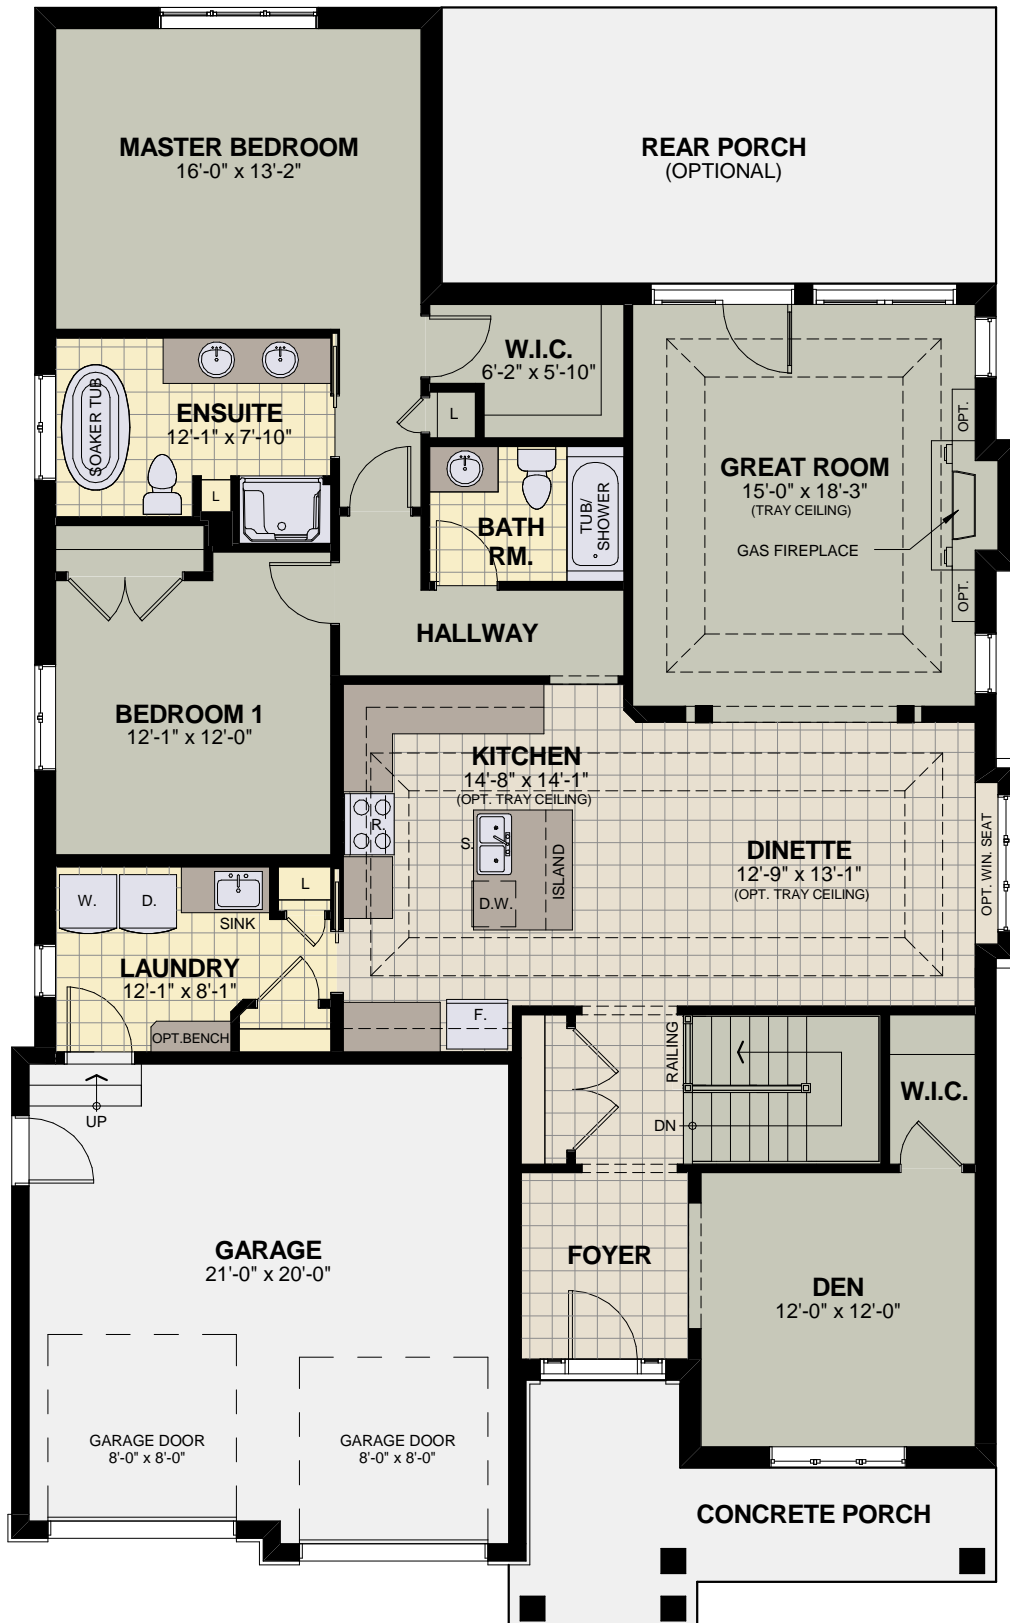 MASTER BEDROOM
16'-0" x 13'-2"
REAR PORCH
(OPTIONAL)
W.I.C.
6'-2" x 5'-10"
L
SOAKER TUB
ENSUITE
12'-1" x 7'-10"
L
BATH
RM.
TUB/
SHOWER
GREAT ROOM
15'-0" x 18'-3"
(TRAY CEILING)
GAS FIREPLACE
OPT.
OPT.
HALLWAY
BEDROOM 1
12'-1" x 12'-0"
KITCHEN
14'-8" x 14'-1"
(OPT. TRAY CEILING)
R.
S.
D.W.
ISLAND
DINETTE
12'-9" x 13'-1"
(OPT. TRAY CEILING)
OPT. WIN. SEAT
W.
D.
SINK
L
LAUNDRY
12'-1" x 8'-1"
OPT.BENCH
F.
RAILING
DN
W.I.C.
UP
GARAGE
21'-0" x 20'-0"
FOYER
DEN
12'-0" x 12'-0"
GARAGE DOOR
8'-0" x 8'-0"
GARAGE DOOR
8'-0" x 8'-0"
CONCRETE PORCH